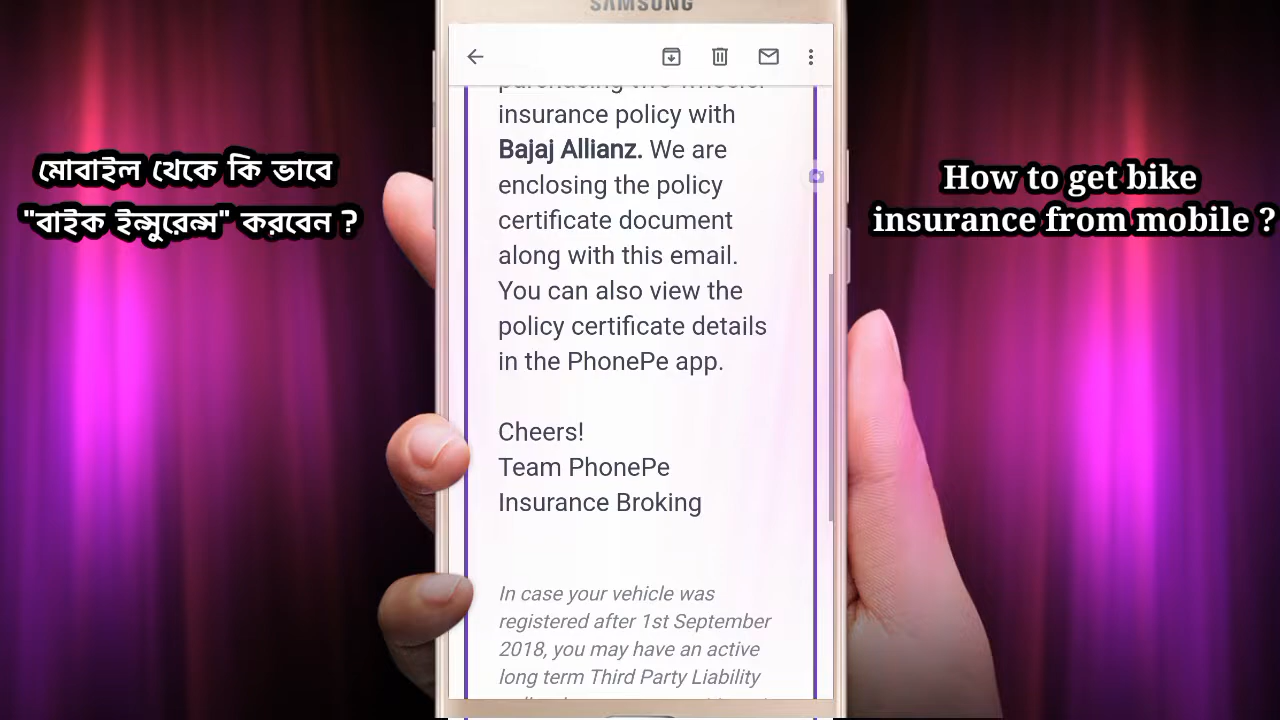 SAMSUNG
মোবাইল থেকে কি ভাবে
"বাইক ইন্সুরেন্স" করবেন ?
How to get bike
insurance from mobile ?
purchasing two wheeler
insurance policy with
Bajaj Allianz. We are
enclosing the policy
certificate document
along with this email.
You can also view the
policy certificate details
in the PhonePe app.
Cheers!
Team PhonePe
Insurance Broking
In case your vehicle was
registered after 1st September
2018, you may have an active
long term Third Party Liability